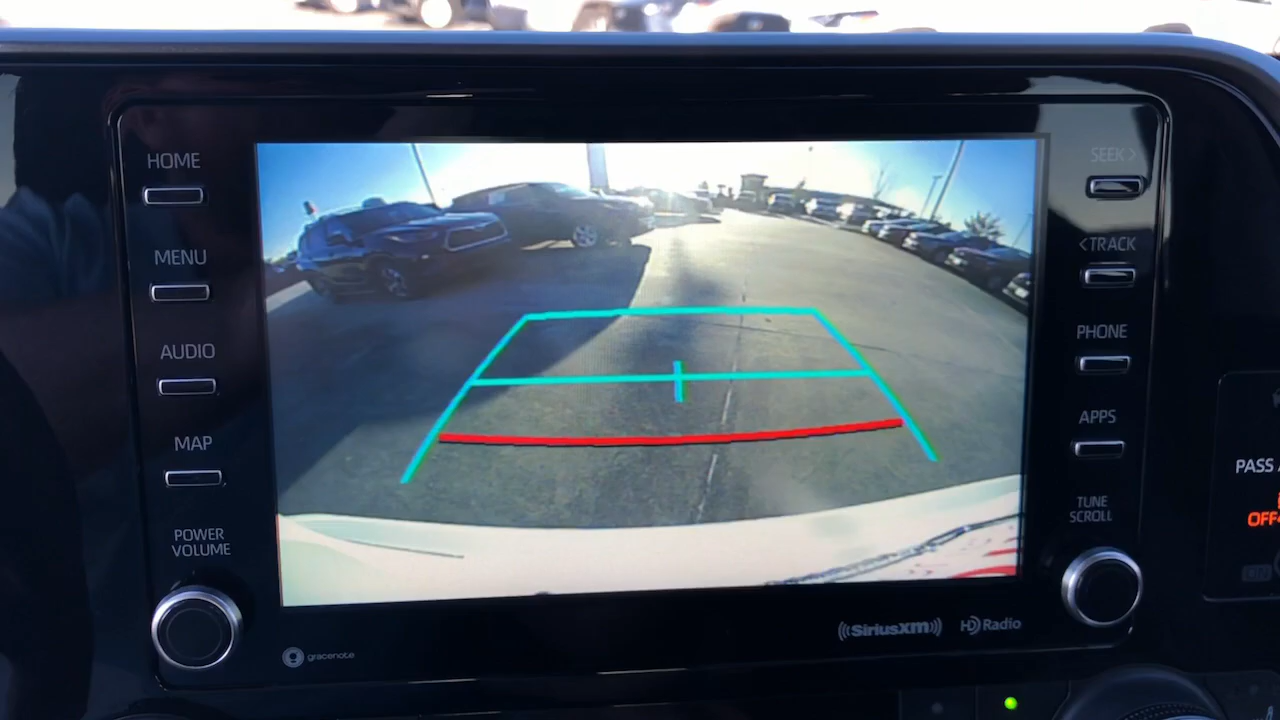 HOME
MENU
AUDIO
MAP
POWER
VOLUME
gracenote
SEEK>
<TRACK
PHONE
APPS
TUNE
SCROLL
SiriusXM
HD Radio
PASS
OFF